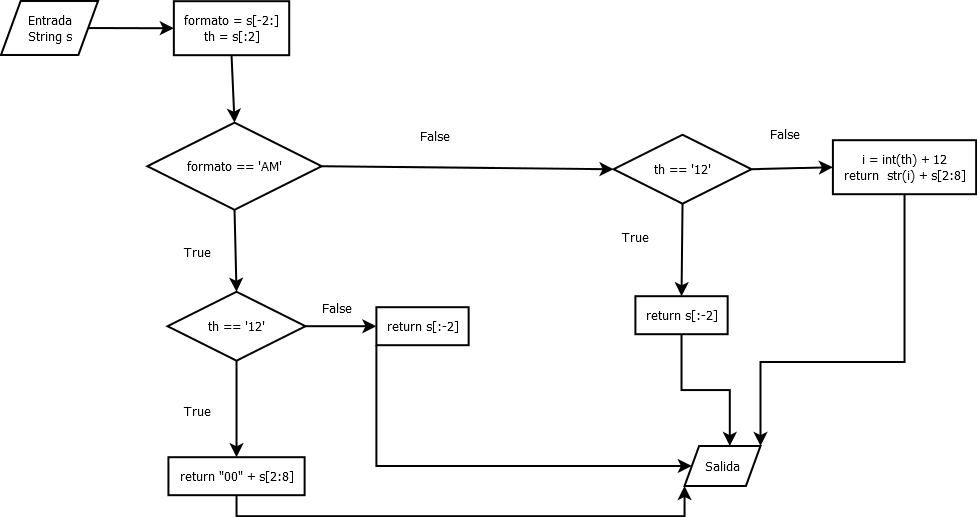 Entrada
String s
formato = s[-2:]
th = s[:2]
False
False
formato == 'AM'
th == '12'
i = int(th) + 12
return  str(i) + s[2:8]
True
True
th == '12'
False
return s[:-2]
return s[:-2]
True
return "00" + s[2:8]
Salida